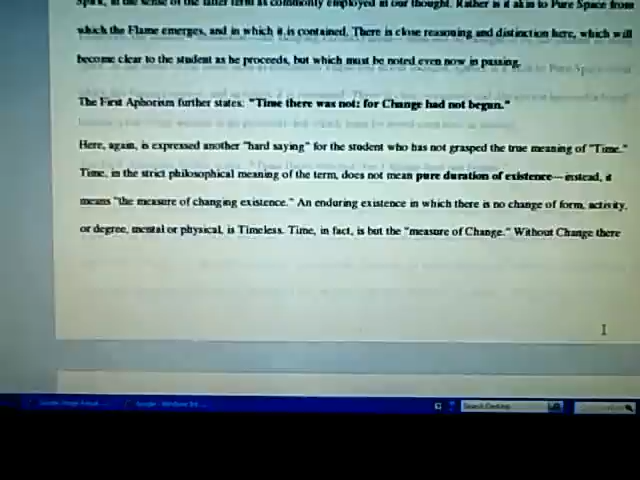 Spirit, in the sense of the latter term as commonly employed in our thought. Rather is it akin to Pure Space from
which the Flame emerges, and in which it is contained. There is close reasoning and distinction here, which will
become clear to the student as he proceeds, but which must be noted even now in passing.
The First Aphorism further states: "Time there was not: for Change had not begun."
Here, again, is expressed another "hard saying" for the student who has not grasped the true meaning of "Time."
Time, in the strict philosophical meaning of the term, does not mean pure duration of existence—instead, it
means "the measure of changing existence." An enduring existence in which there is no change of form, activity,
or degree, mental or physical, is Timeless. Time, in fact, is but the "measure of Change." Without Change there
Search Desktop